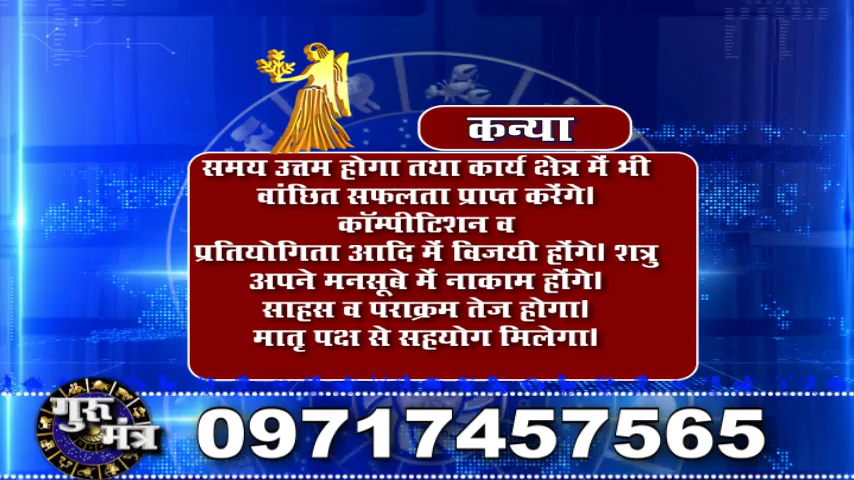 कन्या
समय उत्तम होगा तथा कार्य क्षेत्र में भी
वांछित सफलता प्राप्त करेंगे।
कॉम्पीटिशन व
प्रतियोगिता आदि में विजयी होंगे। शत्रु
अपने मनसूबे में नाकाम होंगे।
साहस व पराक्रम तेज होगा।
मातृ पक्ष से सहयोग मिलेगा।
गुरु
मंत्र
09717457565